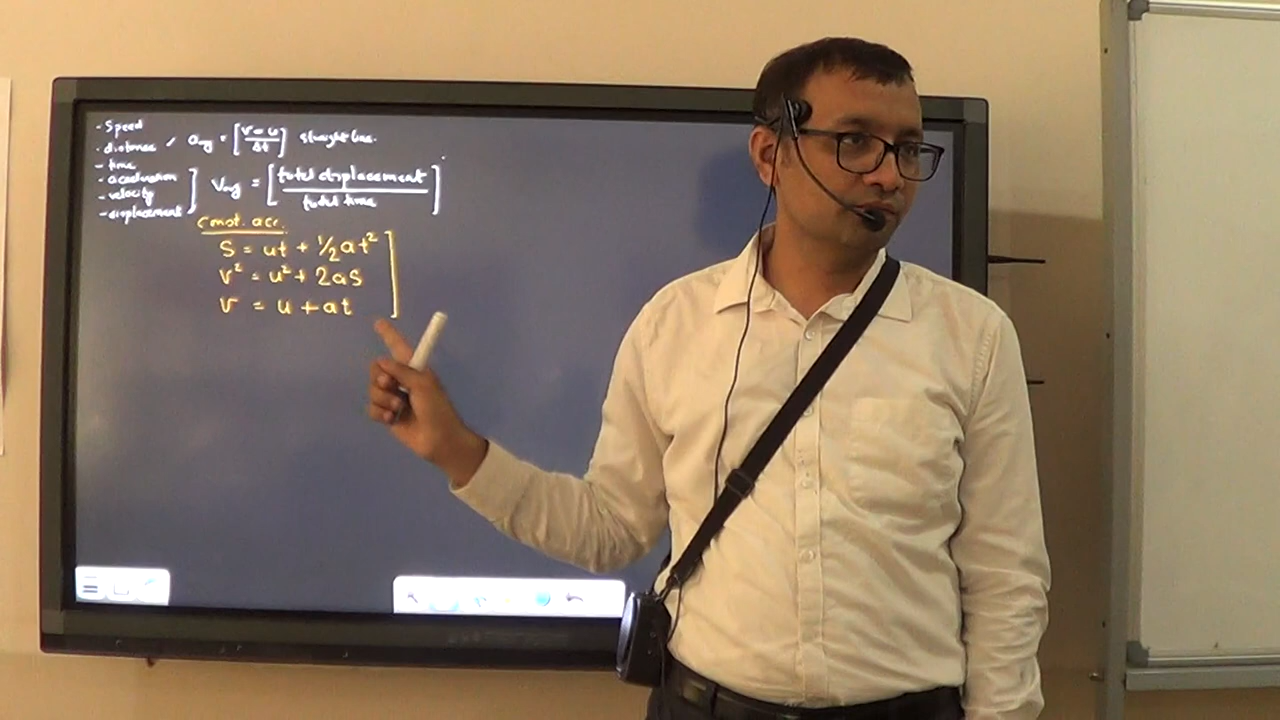 - Speed
- distance ✓ a_avg = [v - u / Δt] straight line.
- time
- acceleration
- velocity ] V_avg = [total displacement / total time]
- displacement
Const. acc.
S = ut + ½at²
v² = u² + 2aS
v = u + at